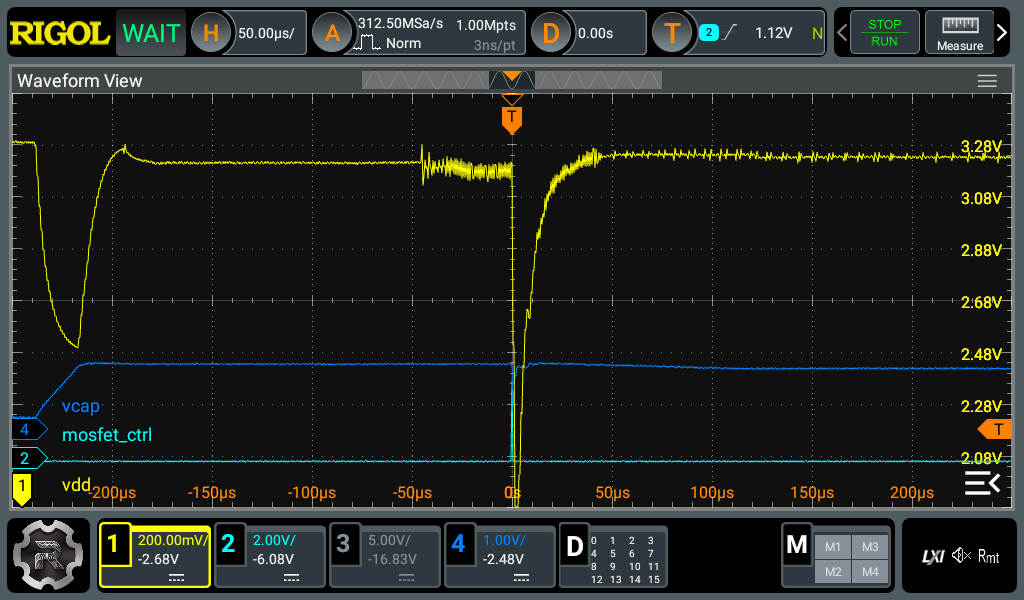 RIGOL WAIT H 50.00μs/ A 312.50MSa/s 1.00Mpts D 0.00s T 2 1.12V N STOP
Norm 3ns/pt RUN Measure
Waveform View
T
3.28V
3.08V
2.88V
2.68V
2.48V
vcap 2.28V
4 mosfet_ctrl T
2 2.08V
1 vdd -200μs -150μs -100μs -50μs 0s 50μs 100μs 150μs 200μs
1 200.00mV/ 2 2.00V/ 3 5.00V/ 4 1.00V/ D 0 1 2 3 M M1 M3
-2.68V -6.08V -16.83V -2.48V 4 5 6 7 M2 M4
8 9 10 11
12 13 14 15
R LXI Rmt